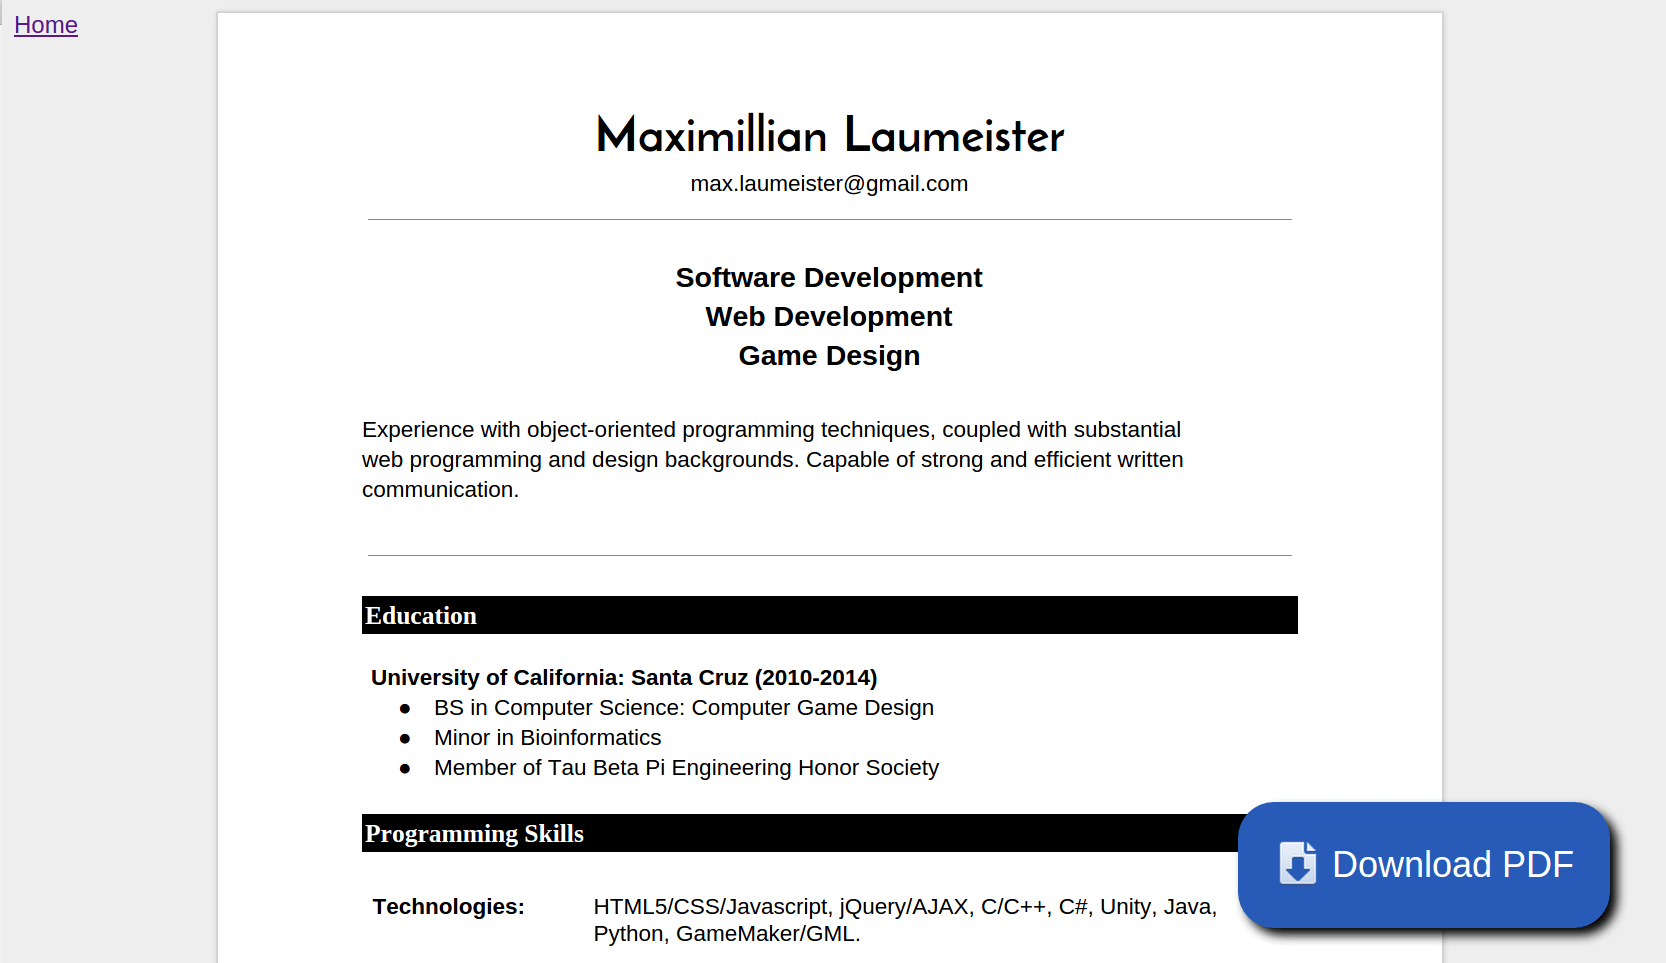 Home
Maximillian Laumeister
max.laumeister@gmail.com
Software Development
Web Development
Game Design
Experience with object-oriented programming techniques, coupled with substantial
web programming and design backgrounds. Capable of strong and efficient written
communication.
Education
University of California: Santa Cruz (2010-2014)
● BS in Computer Science: Computer Game Design
● Minor in Bioinformatics
● Member of Tau Beta Pi Engineering Honor Society
Programming Skills
Technologies: HTML5/CSS/Javascript, jQuery/AJAX, C/C++, C#, Unity, Java,
Python, GameMaker/GML.
Download PDF